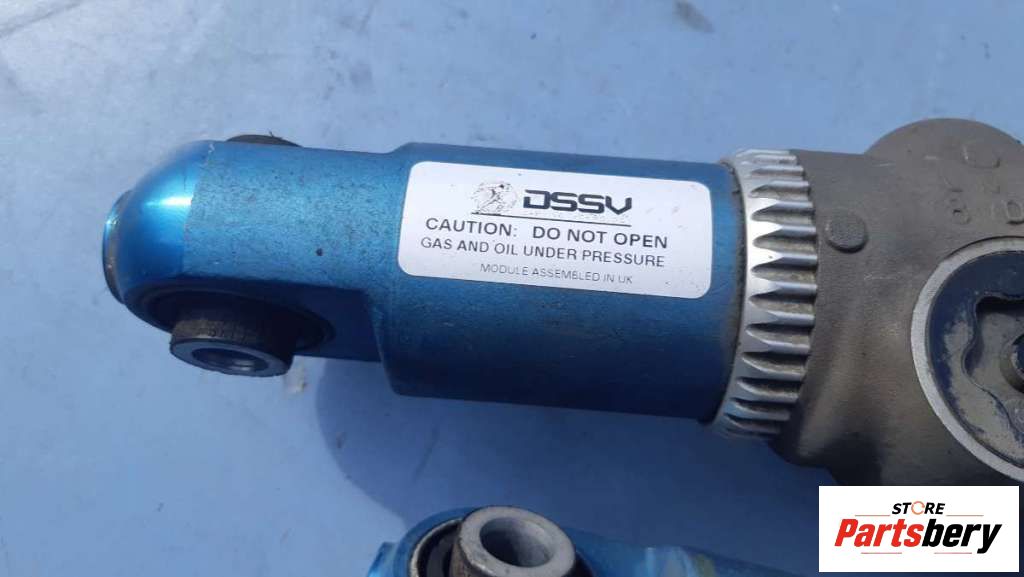 DSSV
CAUTION: DO NOT OPEN
GAS AND OIL UNDER PRESSURE
MODULE ASSEMBLED IN UK
STORE
Partsbery